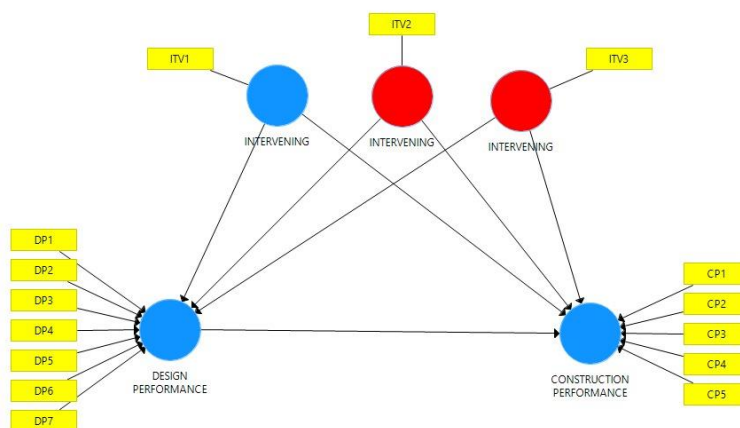 ITV2
ITV1
ITV3
INTERVENING
INTERVENING
INTERVENING
DP1
DP2
DP3
DP4
DP5
DP6
DP7
DESIGN
PERFORMANCE
CP1
CP2
CP3
CP4
CP5
CONSTRUCTION
PERFORMANCE